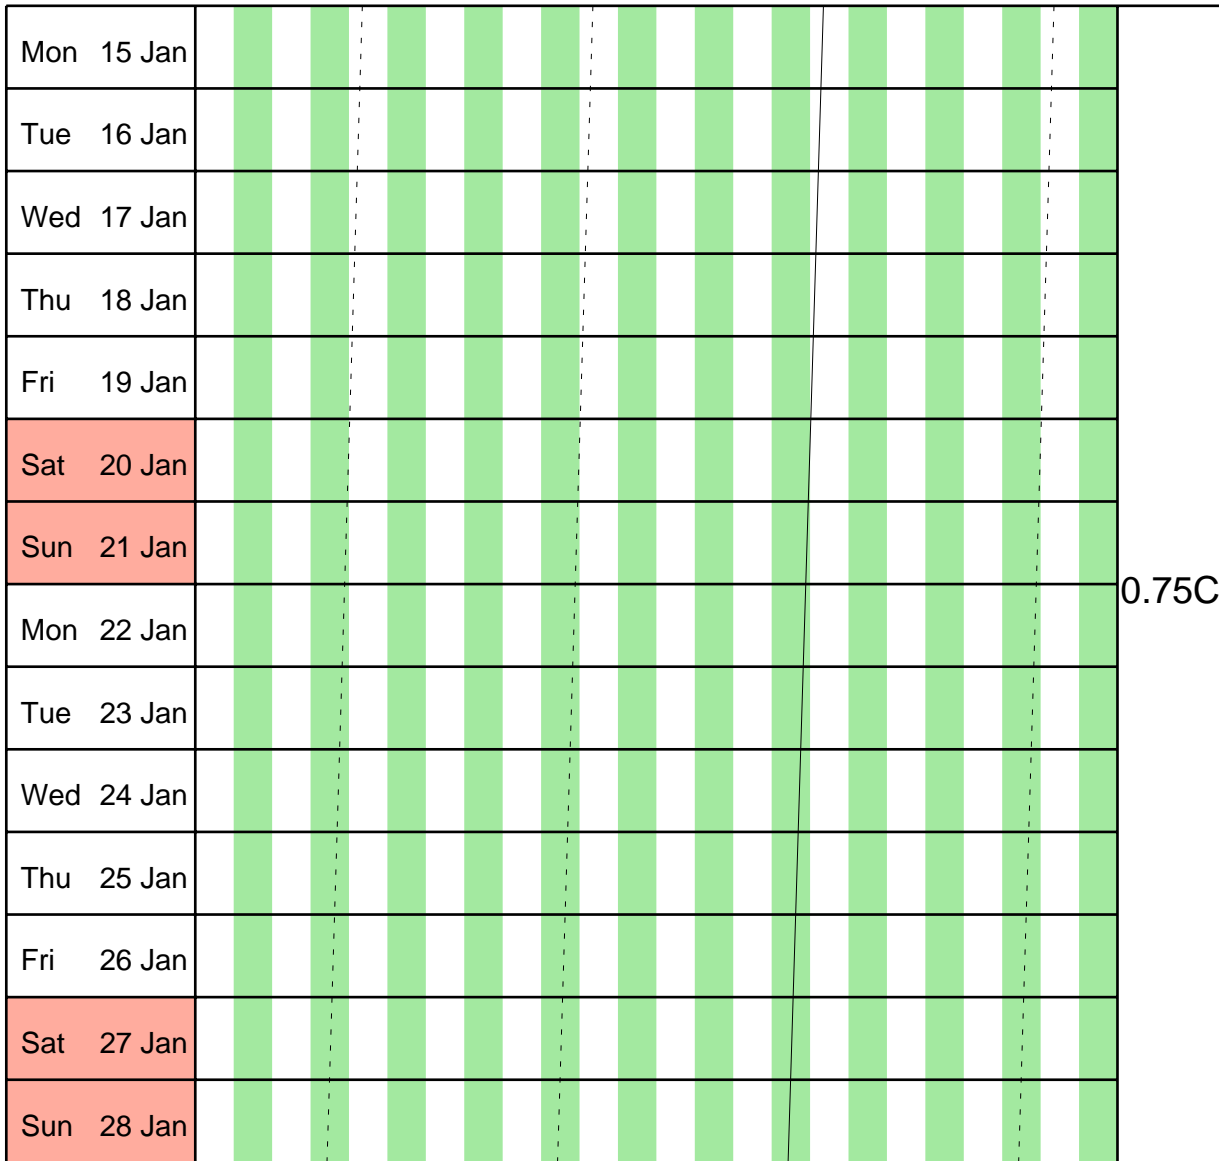 Mon 15 Jan
Tue 16 Jan
Wed 17 Jan
Thu 18 Jan
Fri 19 Jan
Sat 20 Jan
Sun 21 Jan
0.75C
Mon 22 Jan
Tue 23 Jan
Wed 24 Jan
Thu 25 Jan
Fri 26 Jan
Sat 27 Jan
Sun 28 Jan